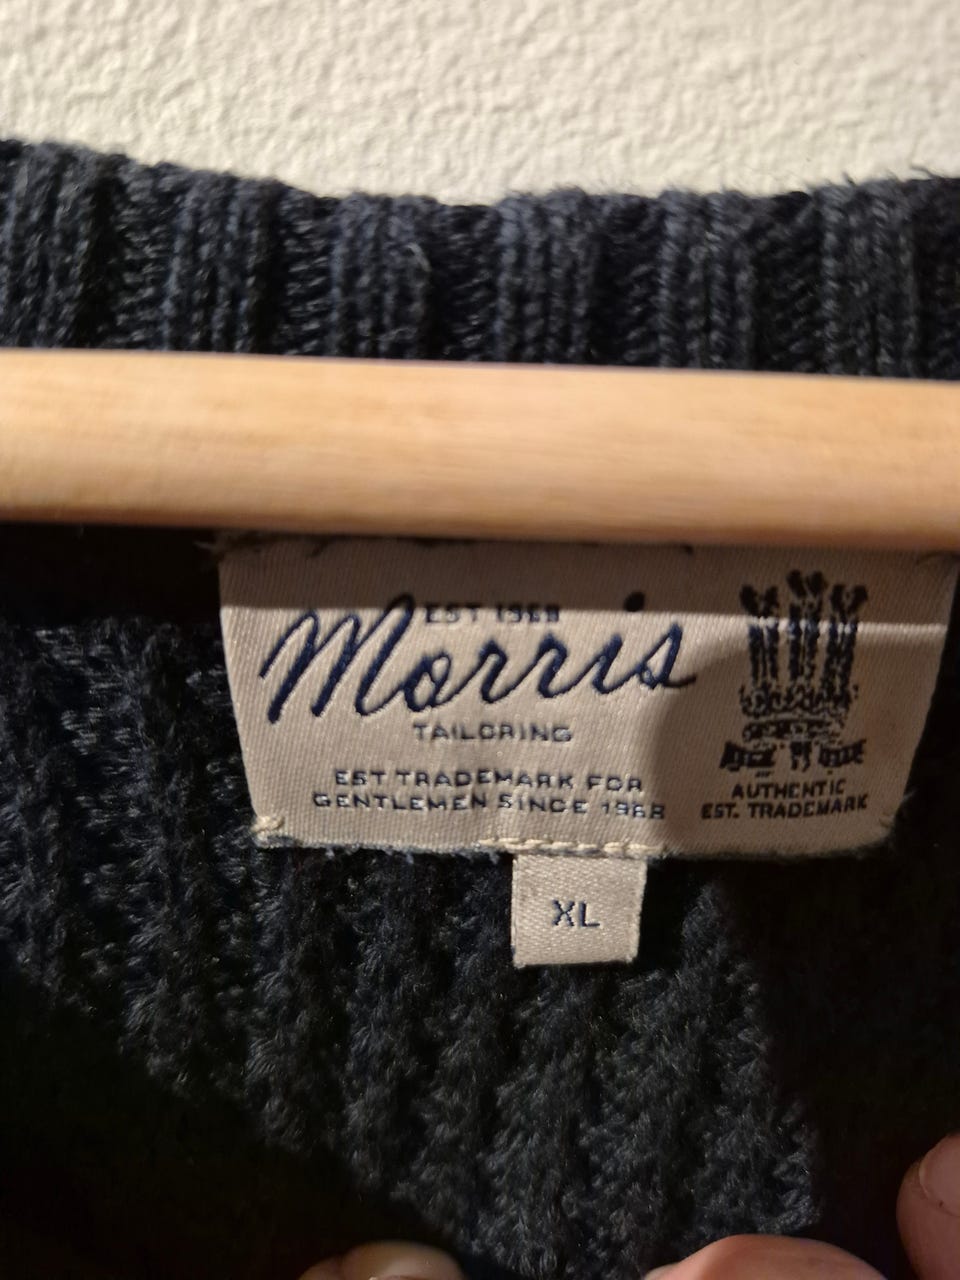 EST 1968
Morris
TAILORING
EST TRADEMARK FOR
GENTLEMEN SINCE 1968
AUTHENTIC
EST. TRADEMARK
XL